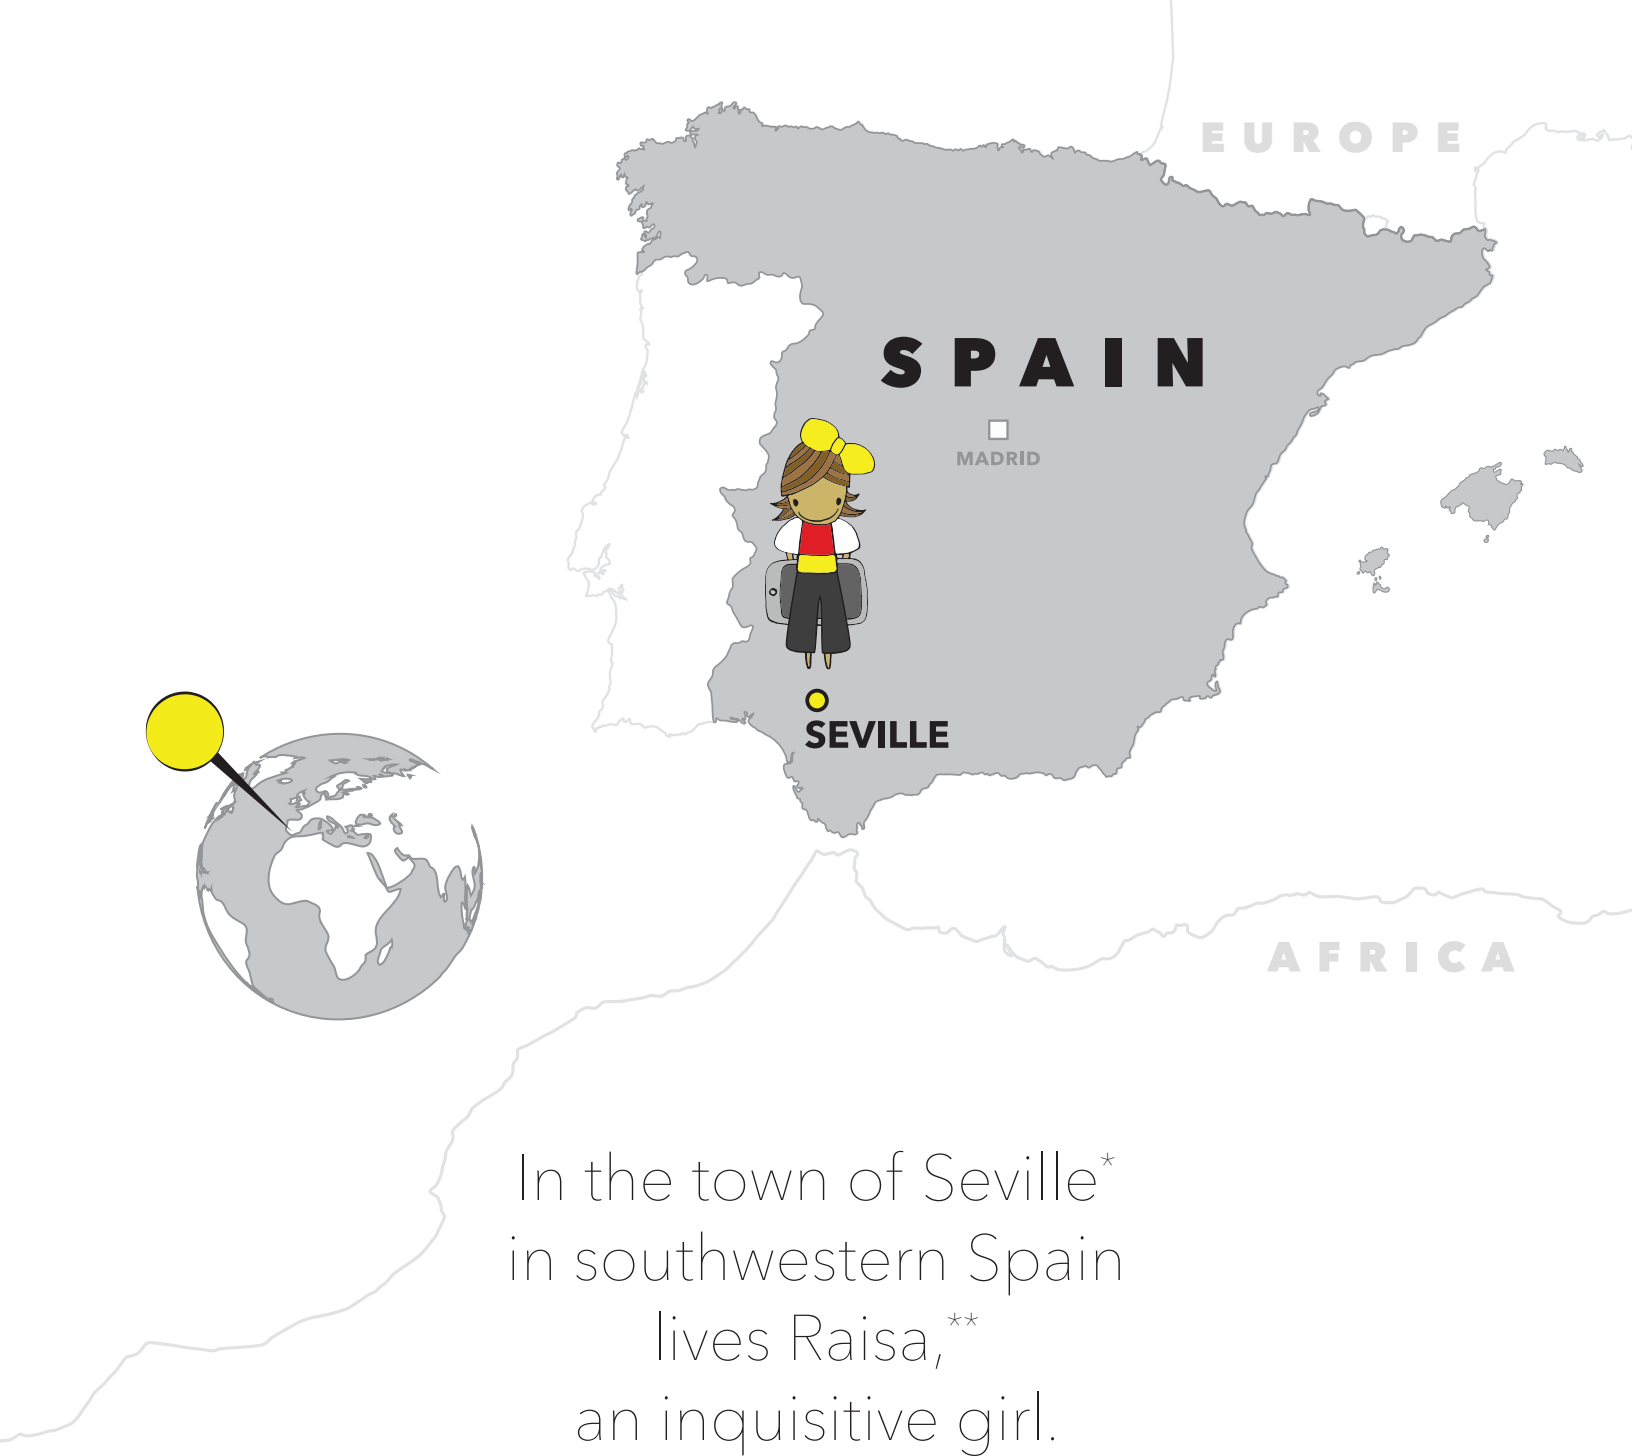 EUROPE
SPAIN
MADRID
SEVILLE
AFRICA
In the town of Seville*
in southwestern Spain
lives Raisa,**
an inquisitive girl.